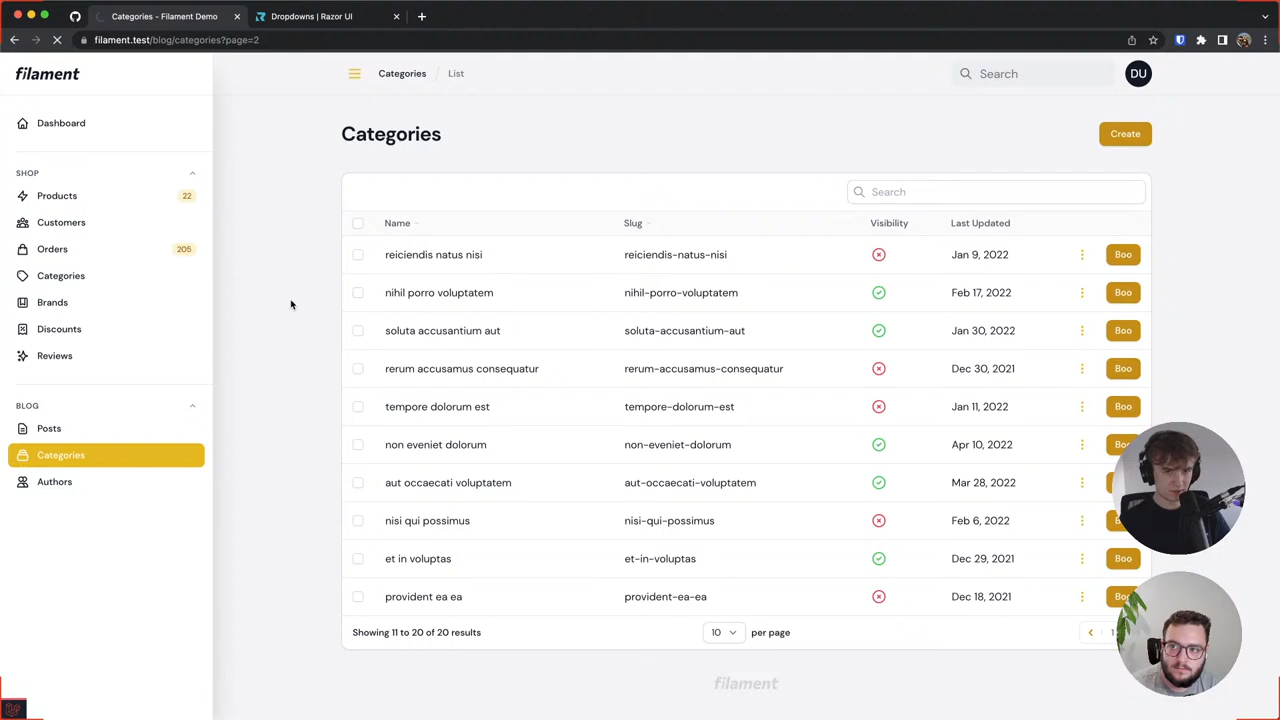 Categories - Filament Demo
Dropdowns | Razor UI
filament.test/blog/categories?page=2
filament
Categories / List
Search
DU
Dashboard
SHOP
Products 22
Customers
Orders 205
Categories
Brands
Discounts
Reviews
BLOG
Posts
Categories
Authors
Categories
Create
Search
Name Slug Visibility Last Updated
reiciendis natus nisi reiciendis-natus-nisi Jan 9, 2022 Boo
nihil porro voluptatem nihil-porro-voluptatem Feb 17, 2022 Boo
soluta accusantium aut soluta-accusantium-aut Jan 30, 2022 Boo
rerum accusamus consequatur rerum-accusamus-consequatur Dec 30, 2021 Boo
tempore dolorum est tempore-dolorum-est Jan 11, 2022 Boo
non eveniet dolorum non-eveniet-dolorum Apr 10, 2022 Boo
aut occaecati voluptatem aut-occaecati-voluptatem Mar 28, 2022
nisi qui possimus nisi-qui-possimus Feb 6, 2022
et in voluptas et-in-voluptas Dec 29, 2021 Boo
provident ea ea provident-ea-ea Dec 18, 2021 Boo
Showing 11 to 20 of 20 results 10 per page 1
filament